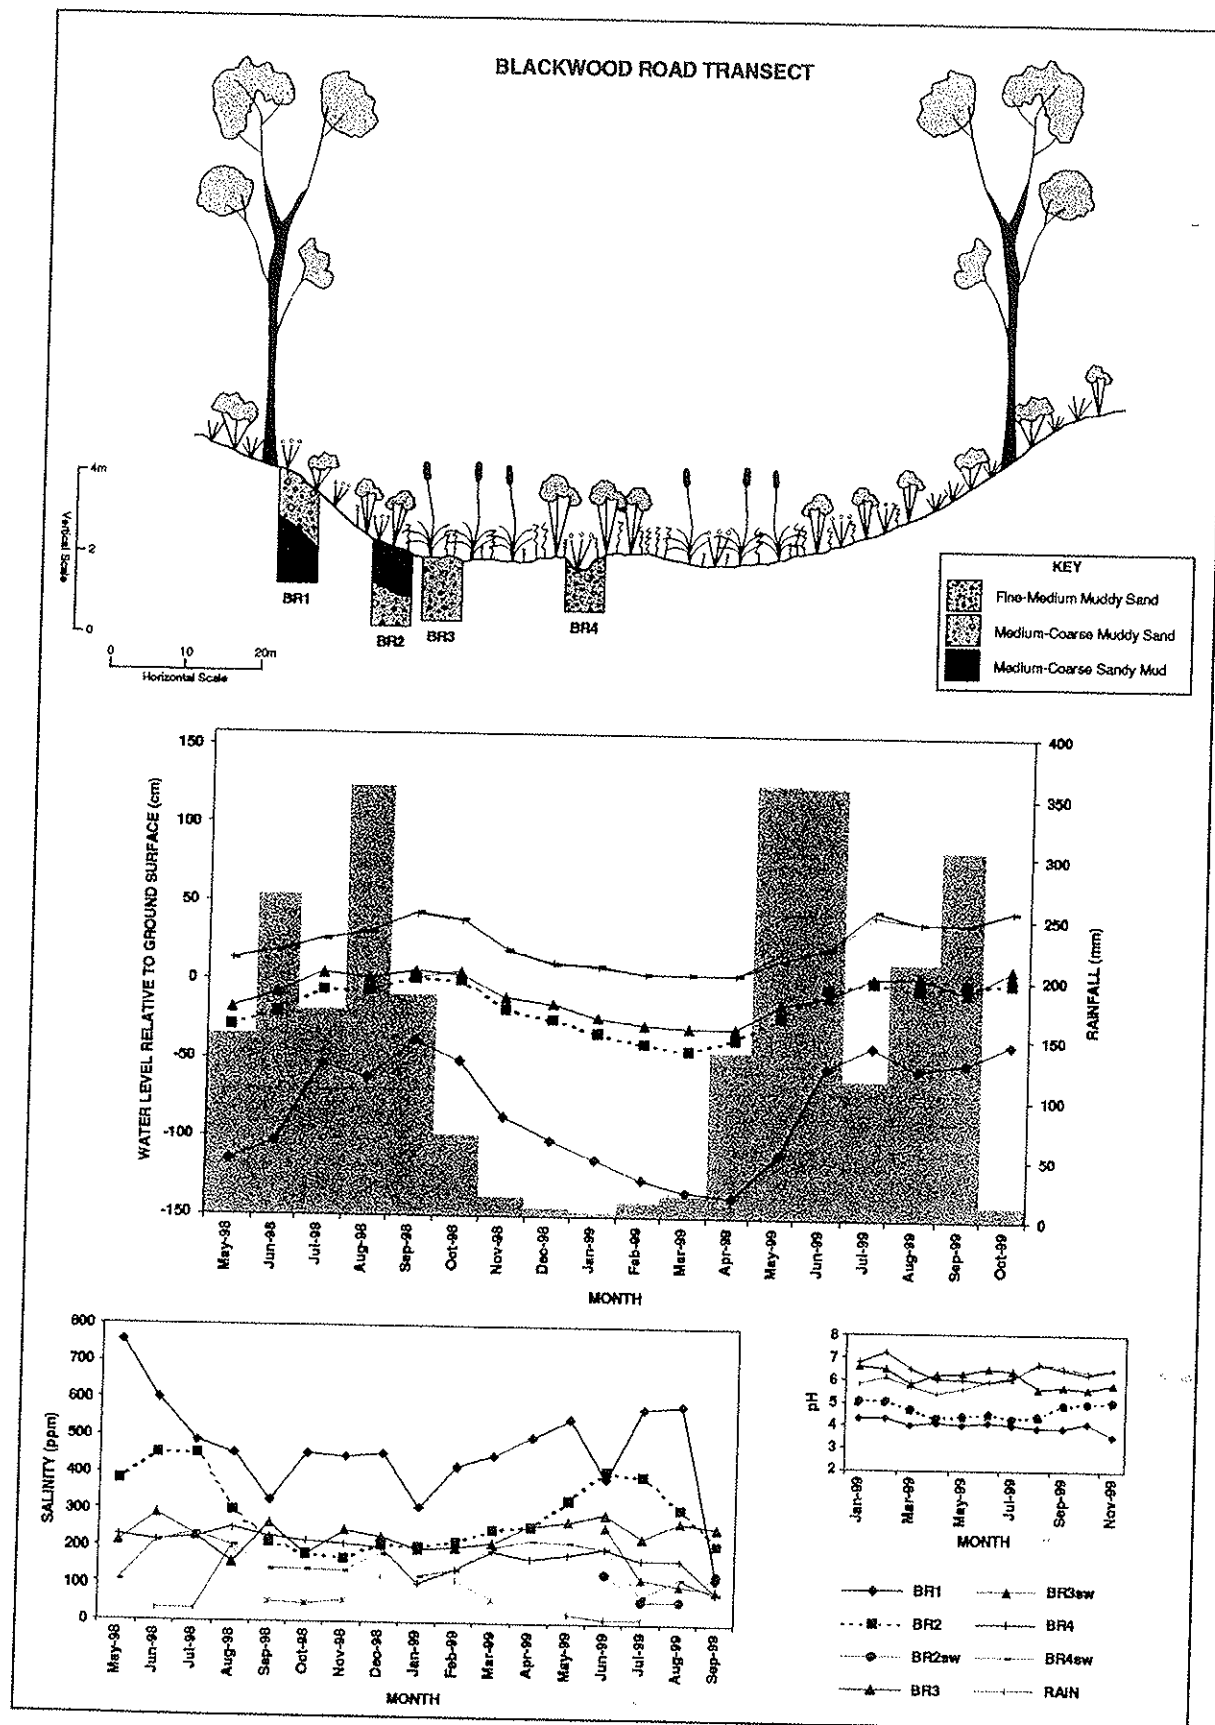 BLACKWOOD ROAD TRANSECT
4m
2
0
Vertical Scale
0 10 20m
Horizontal Scale
BR1
BR2
BR3
BR4
KEY
Fine-Medium Muddy Sand
Medium-Coarse Muddy Sand
Medium-Coarse Sandy Mud
WATER LEVEL RELATIVE TO GROUND SURFACE (cm)
150
100
50
0
-50
-100
-150
RAINFALL (mm)
400
350
300
250
200
150
100
50
0
May-98 Jun-98 Jul-98 Aug-98 Sep-98 Oct-98 Nov-98 Dec-98 Jan-99 Feb-99 Mar-99 Apr-99 May-99 Jun-99 Jul-99 Aug-99 Sep-99 Oct-99
MONTH
SALINITY (ppm)
800
700
600
500
400
300
200
100
0
May-98 Jun-98 Jul-98 Aug-98 Sep-98 Oct-98 Nov-98 Dec-98 Jan-99 Feb-99 Mar-99 Apr-99 May-99 Jun-99 Jul-99 Aug-99 Sep-99
MONTH
pH
8
7
6
5
4
3
2
Jan-99 Mar-99 May-99 Jul-99 Sep-99 Nov-99
MONTH
BR1 BR3sw
BR2 BR4
BR2sw BR4sw
BR3 RAIN